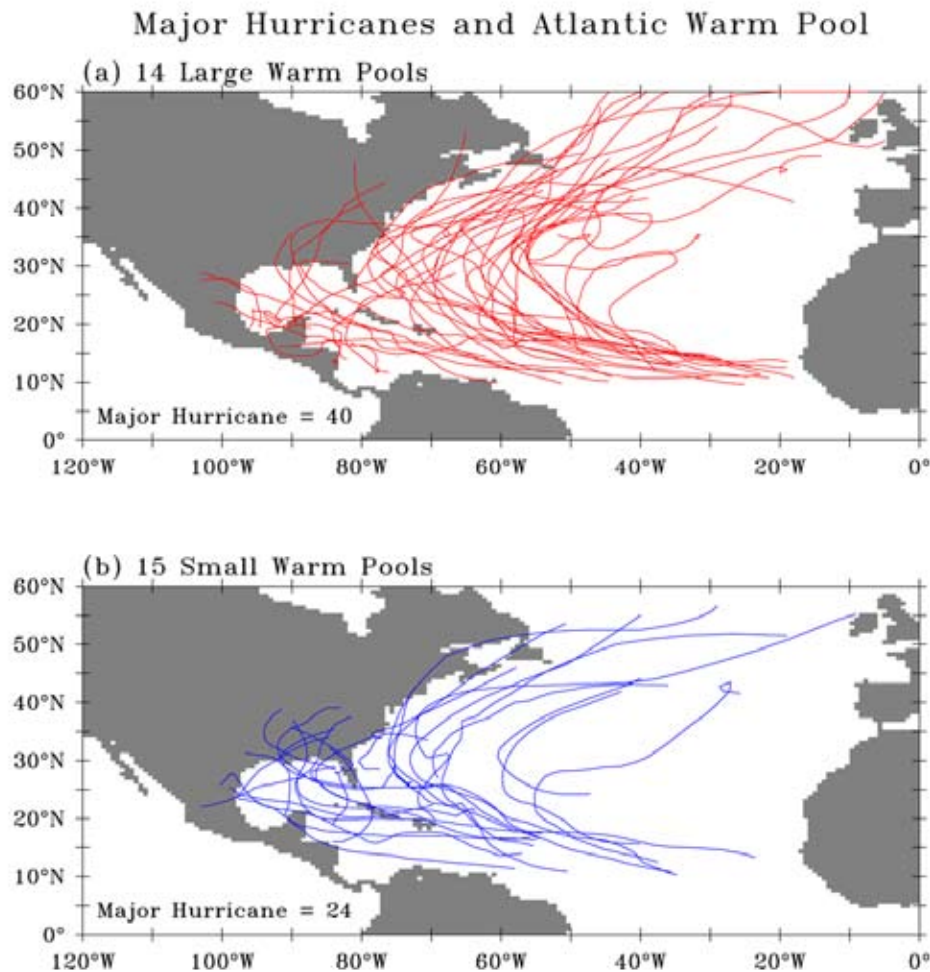 Major Hurricanes and Atlantic Warm Pool
(a) 14 Large Warm Pools
60°N
50°N
40°N
30°N
20°N
10°N
Major Hurricane = 40
0°
120°W 100°W 80°W 60°W 40°W 20°W 0°
(b) 15 Small Warm Pools
60°N
50°N
40°N
30°N
20°N
10°N
Major Hurricane = 24
0°
120°W 100°W 80°W 60°W 40°W 20°W 0°